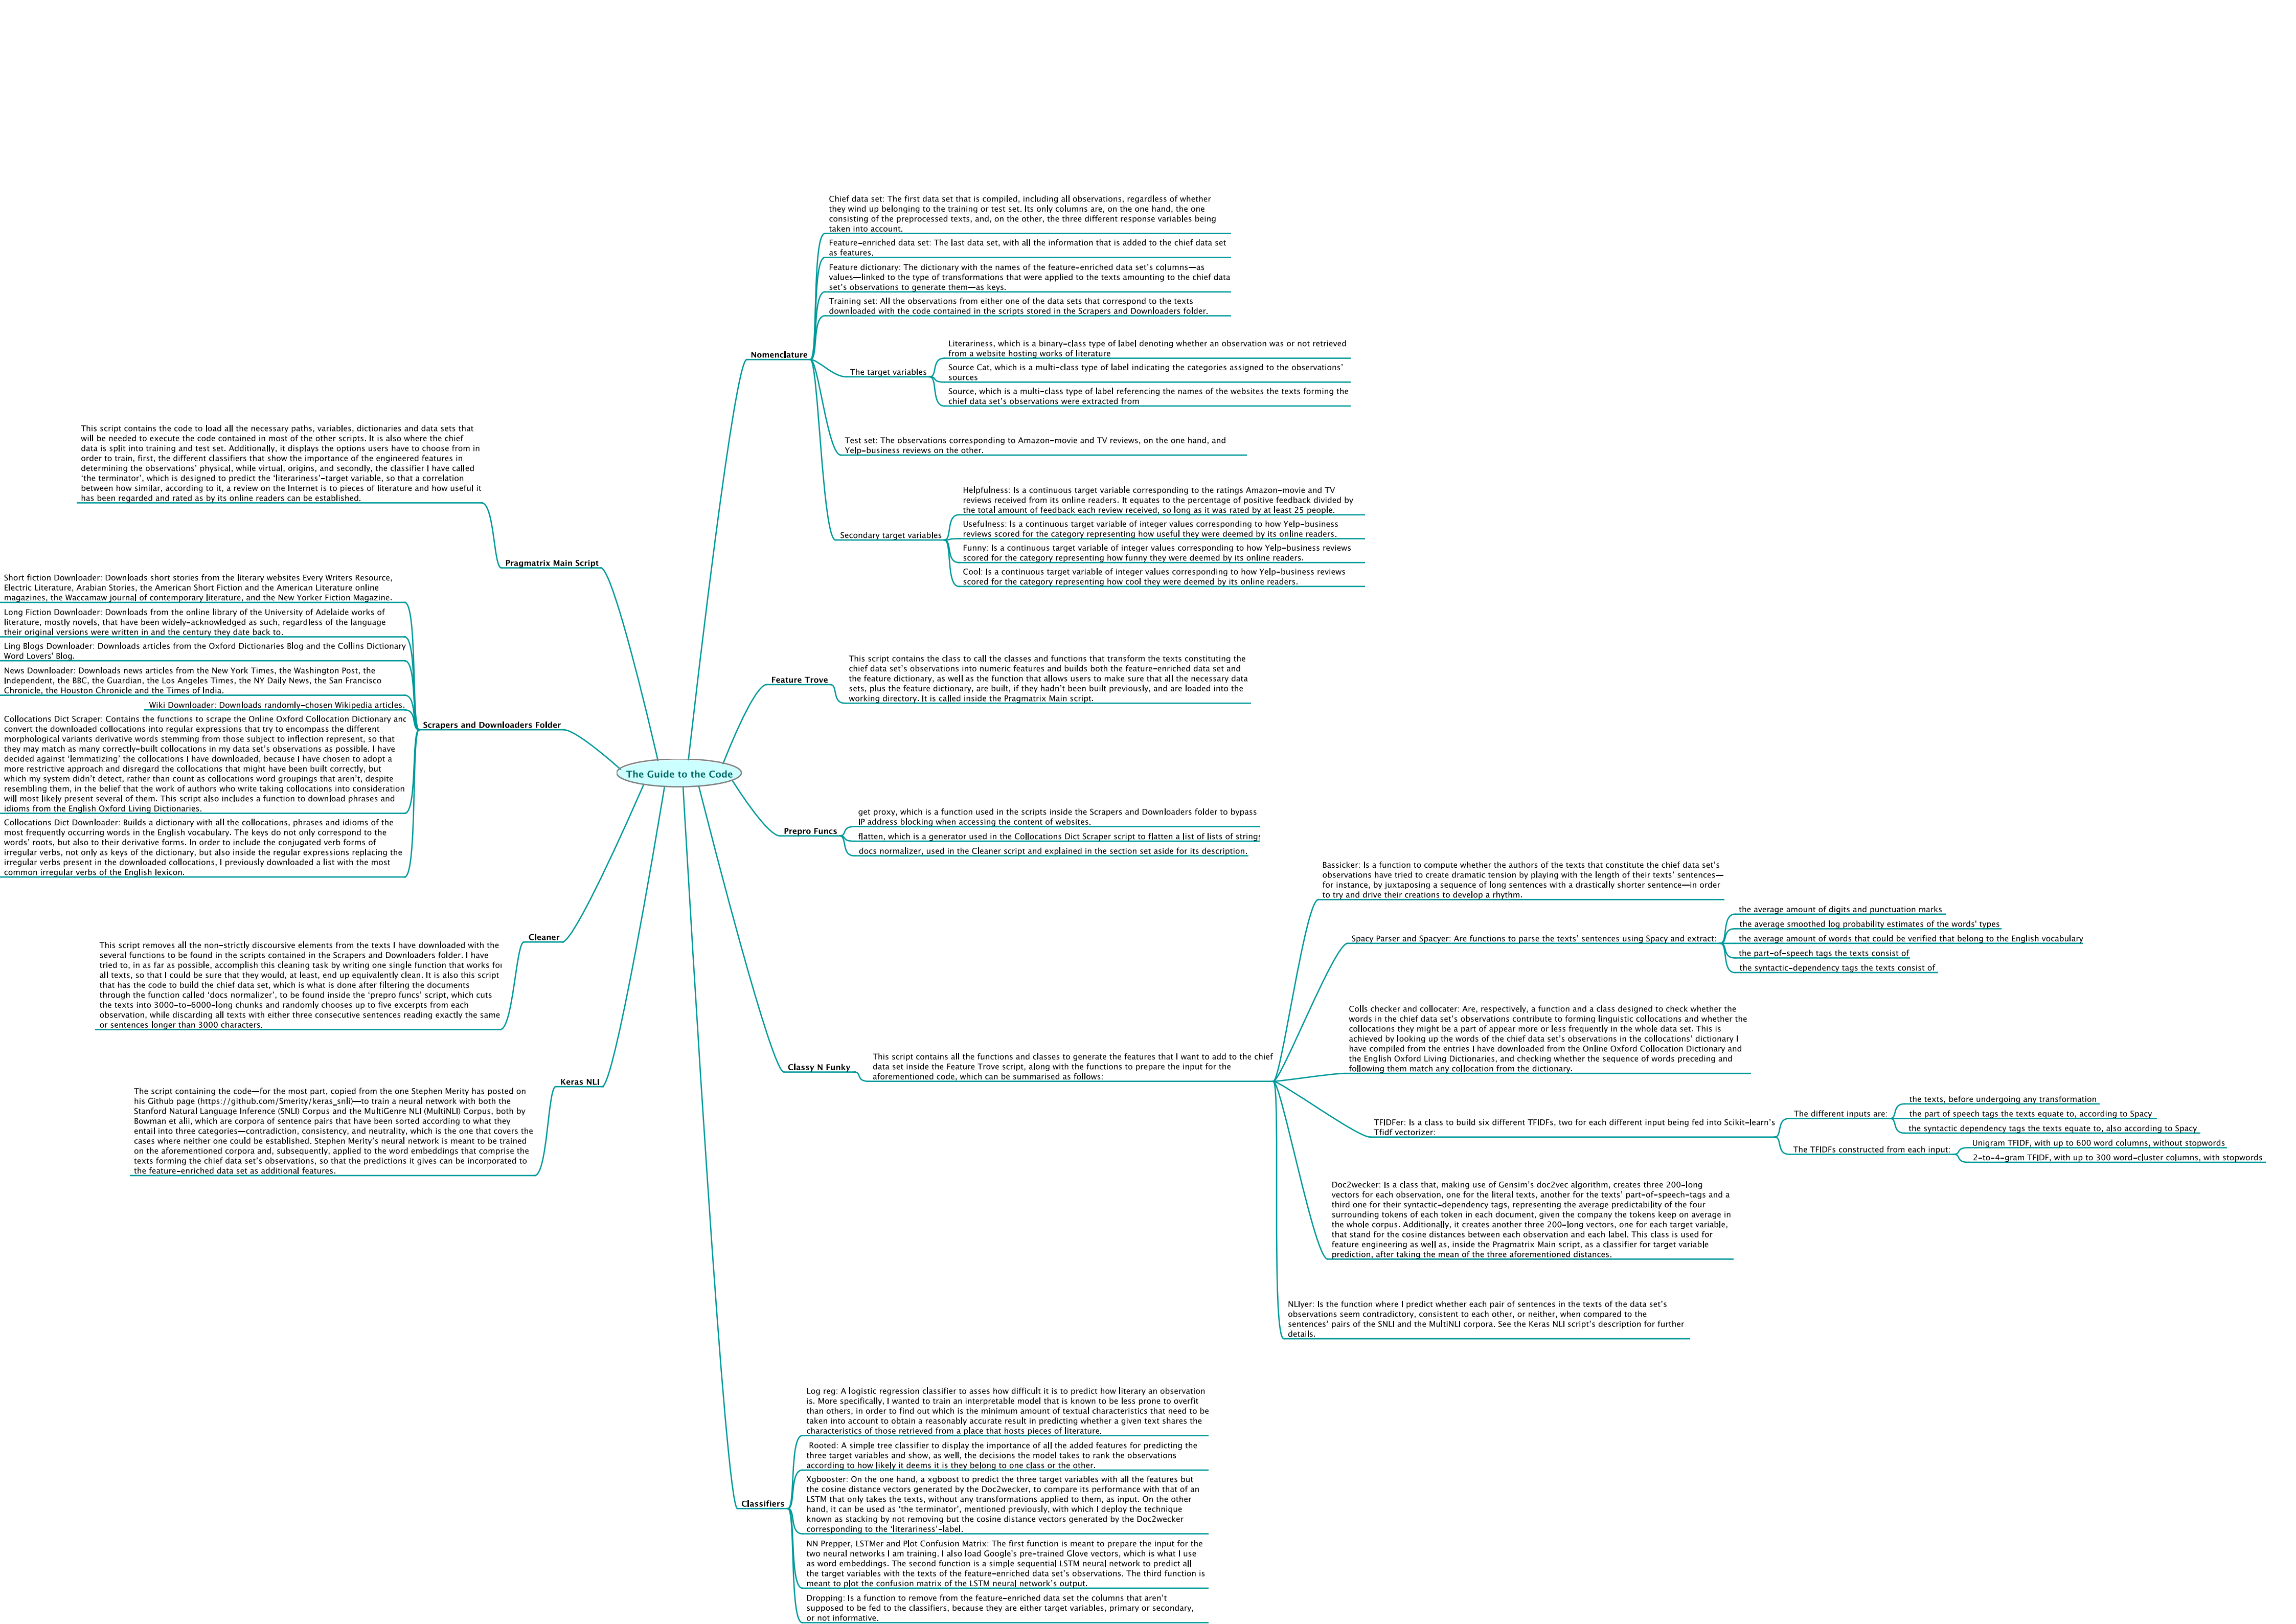 The Guide to the Code
Nomenclature
Chief data set: The first data set that is compiled, including all observations, regardless of whether
they wind up belonging to the training or test set. Its only columns are, on the one hand, the one
consisting of the preprocessed texts, and, on the other, the three different response variables being
taken into account.
Feature-enriched data set: The last data set, with all the information that is added to the chief data set
as features.
Feature dictionary: The dictionary with the names of the feature-enriched data set's columns—as
values—linked to the type of transformations that were applied to the texts amounting to the chief data
set's observations to generate them—as keys.
Training set: All the observations from either one of the data sets that correspond to the texts
downloaded with the code contained in the scripts stored in the Scrapers and Downloaders folder.
The target variables
Literariness, which is a binary-class type of label denoting whether an observation was or not retrieved
from a website hosting works of literature
Source Cat, which is a multi-class type of label indicating the categories assigned to the observations'
sources
Source, which is a multi-class type of label referencing the names of the websites the texts forming the
chief data set's observations were extracted from
Test set: The observations corresponding to Amazon-movie and TV reviews, on the one hand, and
Yelp-business reviews on the other.
Secondary target variables
Helpfulness: Is a continuous target variable corresponding to the ratings Amazon-movie and TV
reviews received from its online readers. It equates to the percentage of positive feedback divided by
the total amount of feedback each review received, so long as it was rated by at least 25 people.
Usefulness: Is a continuous target variable of integer values corresponding to how Yelp-business
reviews scored for the category representing how useful they were deemed by its online readers.
Funny: Is a continuous target variable of integer values corresponding to how Yelp-business reviews
scored for the category representing how funny they were deemed by its online readers.
Cool: Is a continuous target variable of integer values corresponding to how Yelp-business reviews
scored for the category representing how cool they were deemed by its online readers.
Feature Trove
This script contains the class to call the classes and functions that transform the texts constituting the
chief data set's observations into numeric features and builds both the feature-enriched data set and
the feature dictionary, as well as the function that allows users to make sure that all the necessary data
sets, plus the feature dictionary, are built, if they hadn't been built previously, and are loaded into the
working directory. It is called inside the Pragmatrix Main script.
Prepro Funcs
get proxy, which is a function used in the scripts inside the Scrapers and Downloaders folder to bypass
IP address blocking when accessing the content of websites.
flatten, which is a generator used in the Collocations Dict Scraper script to flatten a list of lists of strings
docs normalizer, used in the Cleaner script and explained in the section set aside for its description.
Classy N Funky
This script contains all the functions and classes to generate the features that I want to add to the chief
data set inside the Feature Trove script, along with the functions to prepare the input for the
aforementioned code, which can be summarised as follows:
Bassicker: Is a function to compute whether the authors of the texts that constitute the chief data set's
observations have tried to create dramatic tension by playing with the length of their texts' sentences—
for instance, by juxtaposing a sequence of long sentences with a drastically shorter sentence—in order
to try and drive their creations to develop a rhythm.
Spacy Parser and Spacyer: Are functions to parse the texts' sentences using Spacy and extract:
the average amount of digits and punctuation marks
the average smoothed log probability estimates of the words' types
the average amount of words that could be verified that belong to the English vocabulary
the part-of-speech tags the texts consist of
the syntactic-dependency tags the texts consist of
Colls checker and collocater: Are, respectively, a function and a class designed to check whether the
words in the chief data set's observations contribute to forming linguistic collocations and whether the
collocations they might be a part of appear more or less frequently in the whole data set. This is
achieved by looking up the words of the chief data set's observations in the collocations' dictionary I
have compiled from the entries I have downloaded from the Online Oxford Collocation Dictionary and
the English Oxford Living Dictionaries, and checking whether the sequence of words preceding and
following them match any collocation from the dictionary.
TFIDFer: Is a class to build six different TFIDFs, two for each different input being fed into Scikit-learn's
Tfidf vectorizer:
The different inputs are:
the texts, before undergoing any transformation
the part of speech tags the texts equate to, according to Spacy
the syntactic dependency tags the texts equate to, also according to Spacy
The TFIDFs constructed from each input:
Unigram TFIDF, with up to 600 word columns, without stopwords
2-to-4-gram TFIDF, with up to 300 word-cluster columns, with stopwords
Doc2wecker: Is a class that, making use of Gensim's doc2vec algorithm, creates three 200-long
vectors for each observation, one for the literal texts, another for the texts' part-of-speech-tags and a
third one for their syntactic-dependency tags, representing the average predictability of the four
surrounding tokens of each token in each document, given the company the tokens keep on average in
the whole corpus. Additionally, it creates another three 200-long vectors, one for each target variable,
that stand for the cosine distances between each observation and each label. This class is used for
feature engineering as well as, inside the Pragmatrix Main script, as a classifier for target variable
prediction, after taking the mean of the three aforementioned distances.
NLIyer: Is the function where I predict whether each pair of sentences in the texts of the data set's
observations seem contradictory, consistent to each other, or neither, when compared to the
sentences' pairs of the SNLI and the MultiNLI corpora. See the Keras NLI script's description for further
details.
Classifiers
Log reg: A logistic regression classifier to asses how difficult it is to predict how literary an observation
is. More specifically, I wanted to train an interpretable model that is known to be less prone to overfit
than others, in order to find out which is the minimum amount of textual characteristics that need to be
taken into account to obtain a reasonably accurate result in predicting whether a given text shares the
characteristics of those retrieved from a place that hosts pieces of literature.
Rooted: A simple tree classifier to display the importance of all the added features for predicting the
three target variables and show, as well, the decisions the model takes to rank the observations
according to how likely it deems it is they belong to one class or the other.
Xgbooster: On the one hand, a xgboost to predict the three target variables with all the features but
the cosine distance vectors generated by the Doc2wecker, to compare its performance with that of an
LSTM that only takes the texts, without any transformations applied to them, as input. On the other
hand, it can be used as 'the terminator', mentioned previously, with which I deploy the technique
known as stacking by not removing but the cosine distance vectors generated by the Doc2wecker
corresponding to the 'literariness'-label.
NN Prepper, LSTMer and Plot Confusion Matrix: The first function is meant to prepare the input for the
two neural networks I am training. I also load Google's pre-trained Glove vectors, which is what I use
as word embeddings. The second function is a simple sequential LSTM neural network to predict all
the target variables with the texts of the feature-enriched data set's observations. The third function is
meant to plot the confusion matrix of the LSTM neural network's output.
Dropping: Is a function to remove from the feature-enriched data set the columns that aren't
supposed to be fed to the classifiers, because they are either target variables, primary or secondary,
or not informative.
Pragmatrix Main Script
This script contains the code to load all the necessary paths, variables, dictionaries and data sets that
will be needed to execute the code contained in most of the other scripts. It is also where the chief
data is split into training and test set. Additionally, it displays the options users have to choose from in
order to train, first, the different classifiers that show the importance of the engineered features in
determining the observations' physical, while virtual, origins, and secondly, the classifier I have called
'the terminator', which is designed to predict the 'literariness'-target variable, so that a correlation
between how similar, according to it, a review on the Internet is to pieces of literature and how useful it
has been regarded and rated as by its online readers can be established.
Scrapers and Downloaders Folder
Short fiction Downloader: Downloads short stories from the literary websites Every Writers Resource,
Electric Literature, Arabian Stories, the American Short Fiction and the American Literature online
magazines, the Waccamaw journal of contemporary literature, and the New Yorker Fiction Magazine.
Long Fiction Downloader: Downloads from the online library of the University of Adelaide works of
literature, mostly novels, that have been widely-acknowledged as such, regardless of the language
their original versions were written in and the century they date back to.
Ling Blogs Downloader: Downloads articles from the Oxford Dictionaries Blog and the Collins Dictionary
Word Lovers' Blog.
News Downloader: Downloads news articles from the New York Times, the Washington Post, the
Independent, the BBC, the Guardian, the Los Angeles Times, the NY Daily News, the San Francisco
Chronicle, the Houston Chronicle and the Times of India.
Wiki Downloader: Downloads randomly-chosen Wikipedia articles.
Collocations Dict Scraper: Contains the functions to scrape the Online Oxford Collocation Dictionary and
convert the downloaded collocations into regular expressions that try to encompass the different
morphological variants derivative words stemming from those subject to inflection represent, so that
they may match as many correctly-built collocations in my data set's observations as possible. I have
decided against 'lemmatizing' the collocations I have downloaded, because I have chosen to adopt a
more restrictive approach and disregard the collocations that might have been built correctly, but
which my system didn't detect, rather than count as collocations word groupings that aren't, despite
resembling them, in the belief that the work of authors who write taking collocations into consideration
will most likely present several of them. This script also includes a function to download phrases and
idioms from the English Oxford Living Dictionaries.
Collocations Dict Downloader: Builds a dictionary with all the collocations, phrases and idioms of the
most frequently occurring words in the English vocabulary. The keys do not only correspond to the
words' roots, but also to their derivative forms. In order to include the conjugated verb forms of
irregular verbs, not only as keys of the dictionary, but also inside the regular expressions replacing the
irregular verbs present in the downloaded collocations, I previously downloaded a list with the most
common irregular verbs of the English lexicon.
Cleaner
This script removes all the non-strictly discoursive elements from the texts I have downloaded with the
several functions to be found in the scripts contained in the Scrapers and Downloaders folder. I have
tried to, in as far as possible, accomplish this cleaning task by writing one single function that works for
all texts, so that I could be sure that they would, at least, end up equivalently clean. It is also this script
that has the code to build the chief data set, which is what is done after filtering the documents
through the function called 'docs normalizer', to be found inside the 'prepro funcs' script, which cuts
the texts into 3000-to-6000-long chunks and randomly chooses up to five excerpts from each
observation, while discarding all texts with either three consecutive sentences reading exactly the same
or sentences longer than 3000 characters.
Keras NLI
The script containing the code—for the most part, copied from the one Stephen Merity has posted on
his Github page (https://github.com/Smerity/keras_snli)—to train a neural network with both the
Stanford Natural Language Inference (SNLI) Corpus and the MultiGenre NLI (MultiNLI) Corpus, both by
Bowman et alii, which are corpora of sentence pairs that have been sorted according to what they
entail into three categories—contradiction, consistency, and neutrality, which is the one that covers the
cases where neither one could be established. Stephen Merity's neural network is meant to be trained
on the aforementioned corpora and, subsequently, applied to the word embeddings that comprise the
texts forming the chief data set's observations, so that the predictions it gives can be incorporated to
the feature-enriched data set as additional features.